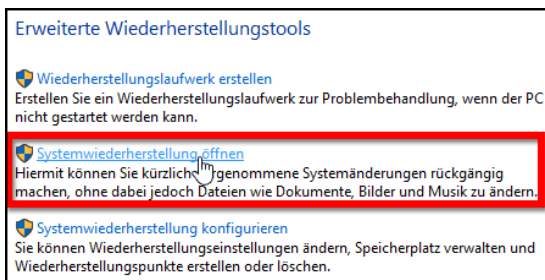 Erweiterte Wiederherstellungstools
Wiederherstellungslaufwerk erstellen
Erstellen Sie ein Wiederherstellungslaufwerk zur Problembehandlung, wenn der PC
nicht gestartet werden kann.
Systemwiederherstellung öffnen
Hiermit können Sie kürzlich vorgenommene Systemänderungen rückgängig
machen, ohne dabei jedoch Dateien wie Dokumente, Bilder und Musik zu ändern.
Systemwiederherstellung konfigurieren
Sie können Wiederherstellungseinstellungen ändern, Speicherplatz verwalten und
Wiederherstellungspunkte erstellen oder löschen.